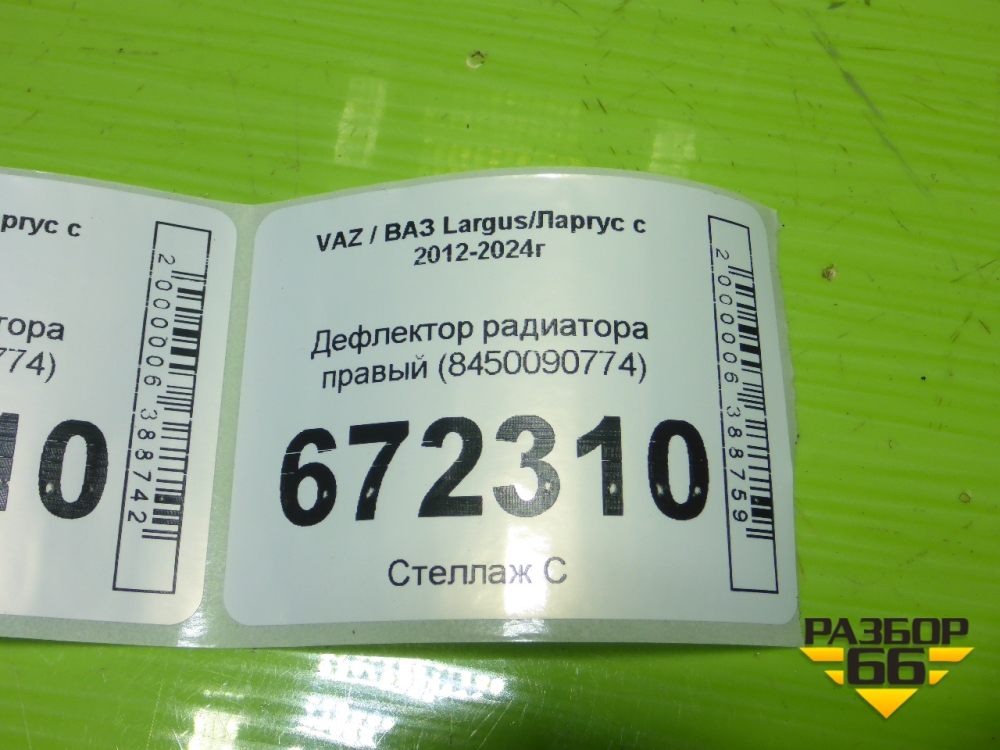 ргус с
тора
774)
10
2000006388742
VAZ / ВАЗ Largus/Ларгус с
2012-2024г
Дефлектор радиатора
правый (8450090774)
672310
Стеллаж С
2000006388759
РАЗБОР
66